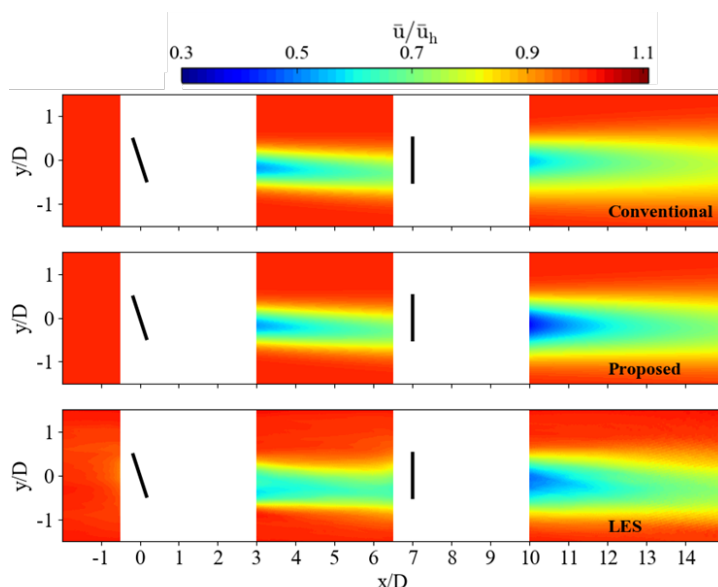 ū/ūₕ
0.3 0.5 0.7 0.9 1.1
1
0
-1
y/D
Conventional
1
0
-1
y/D
Proposed
1
0
-1
y/D
LES
-1 0 1 2 3 4 5 6 7 8 9 10 11 12 13 14
x/D